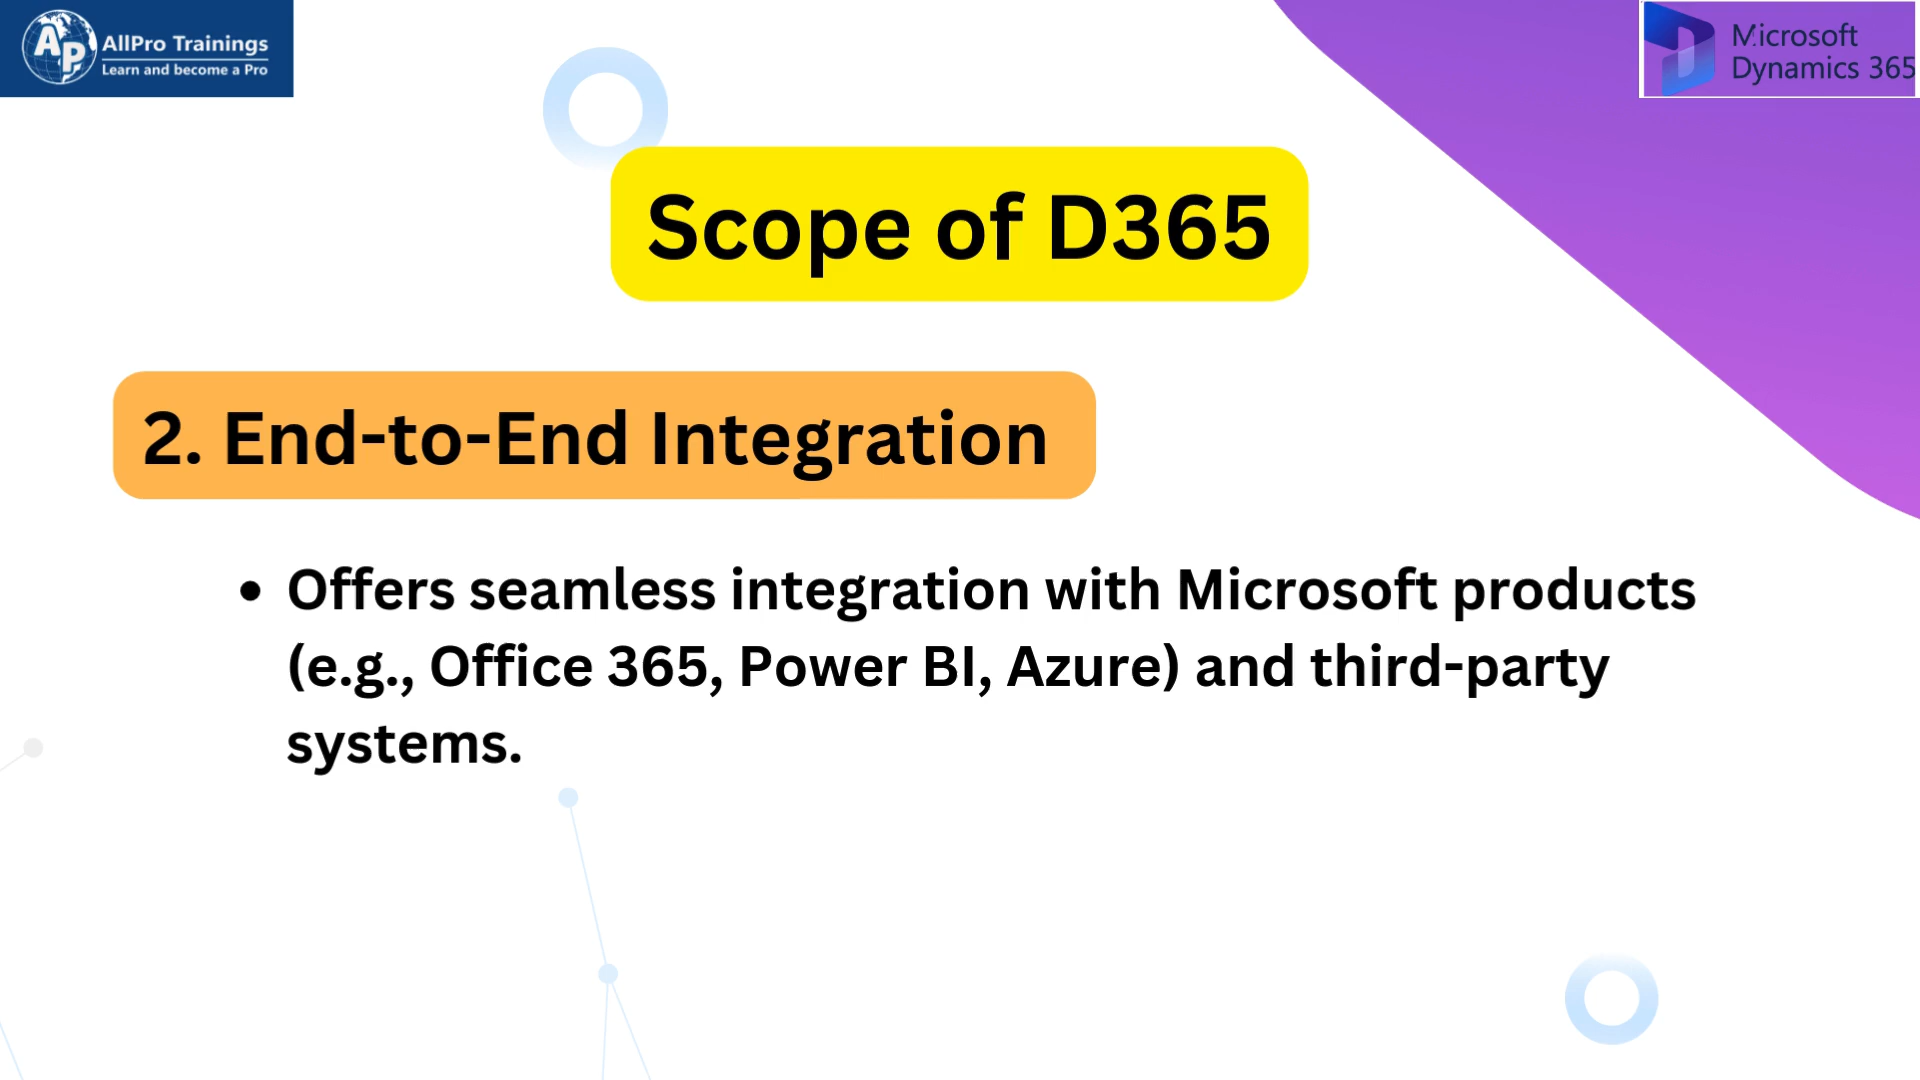 AP
AllPro Trainings
Learn and become a Pro
Microsoft
Dynamics 365
Scope of D365
2. End-to-End Integration
• Offers seamless integration with Microsoft products
(e.g., Office 365, Power BI, Azure) and third-party
systems.